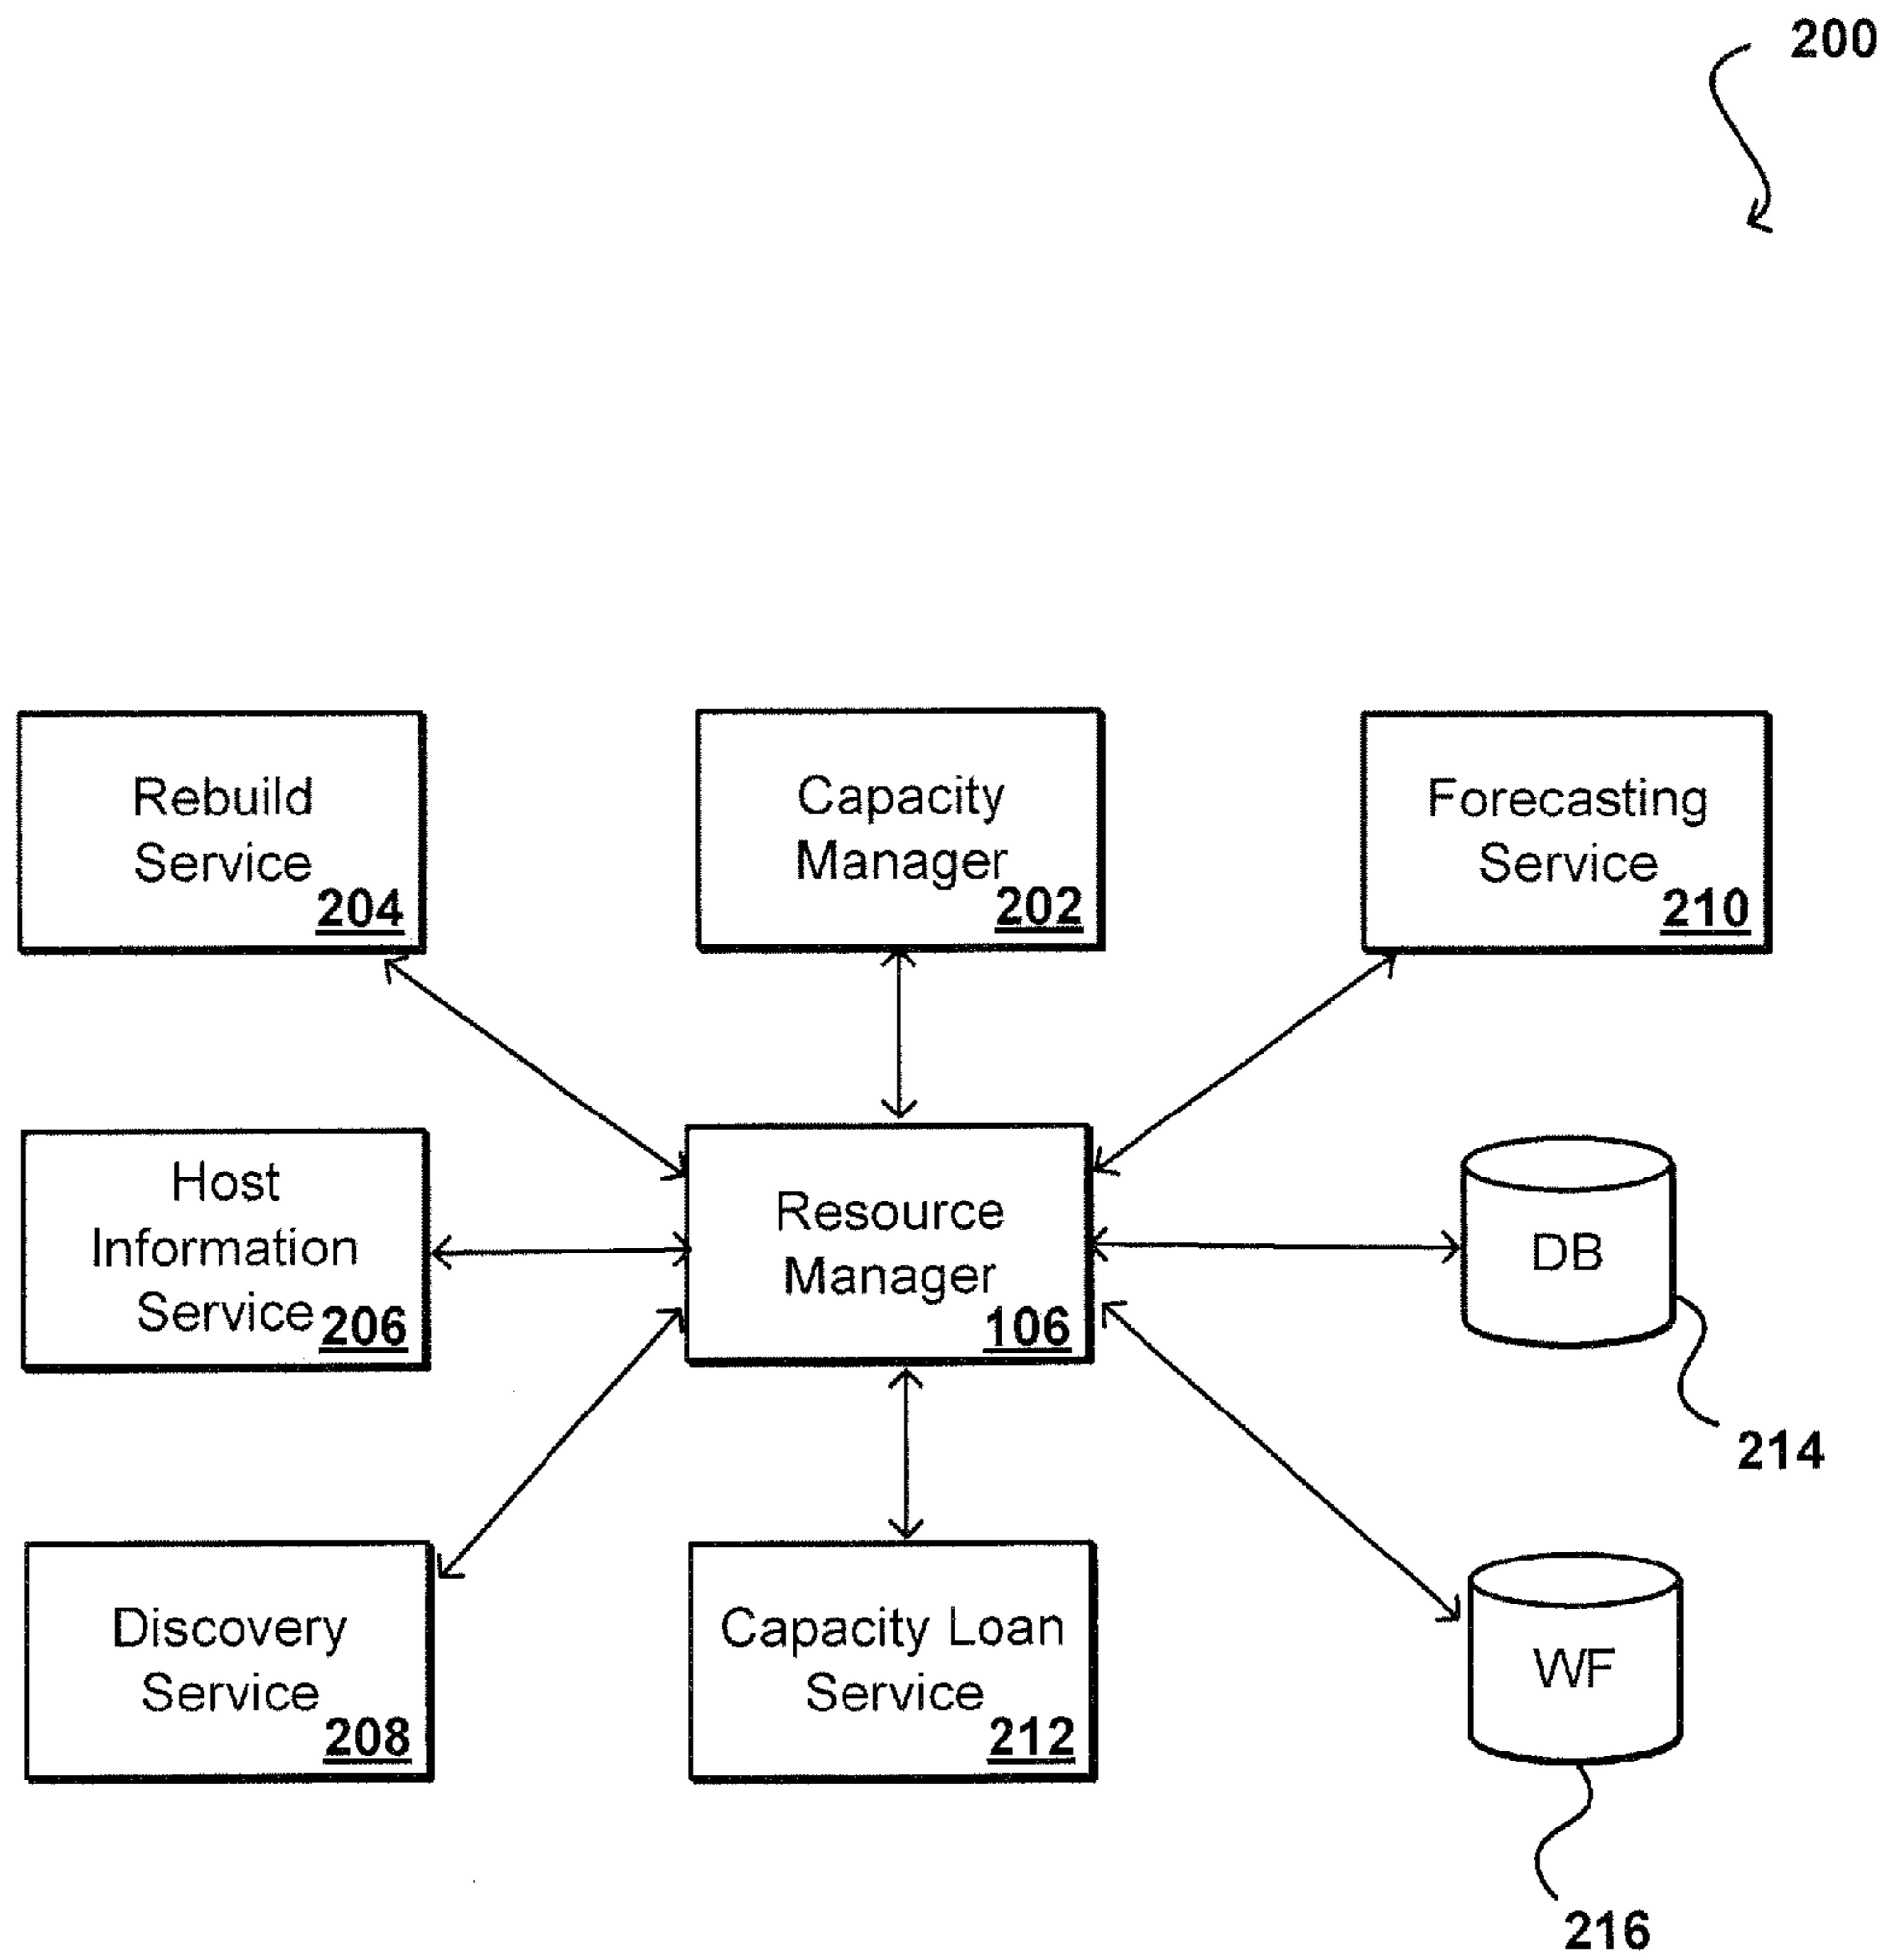 200
Rebuild
Service
204
Capacity
Manager
202
Forecasting
Service
210
Host
Information
Service
206
Resource
Manager
106
DB
214
Discovery
Service
208
Capacity Loan
Service
212
WF
216